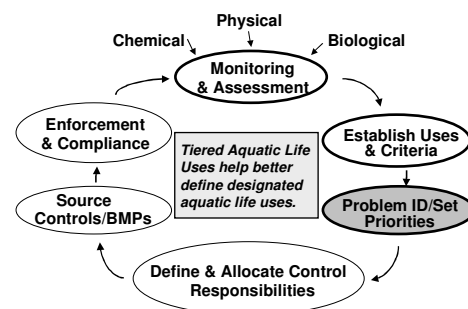 Physical
Chemical
Biological
Monitoring
& Assessment
Enforcement
& Compliance
Establish Uses
& Criteria
Tiered Aquatic Life
Uses help better
define designated
aquatic life uses.
Source
Controls/BMPs
Problem ID/Set
Priorities
Define & Allocate Control
Responsibilities